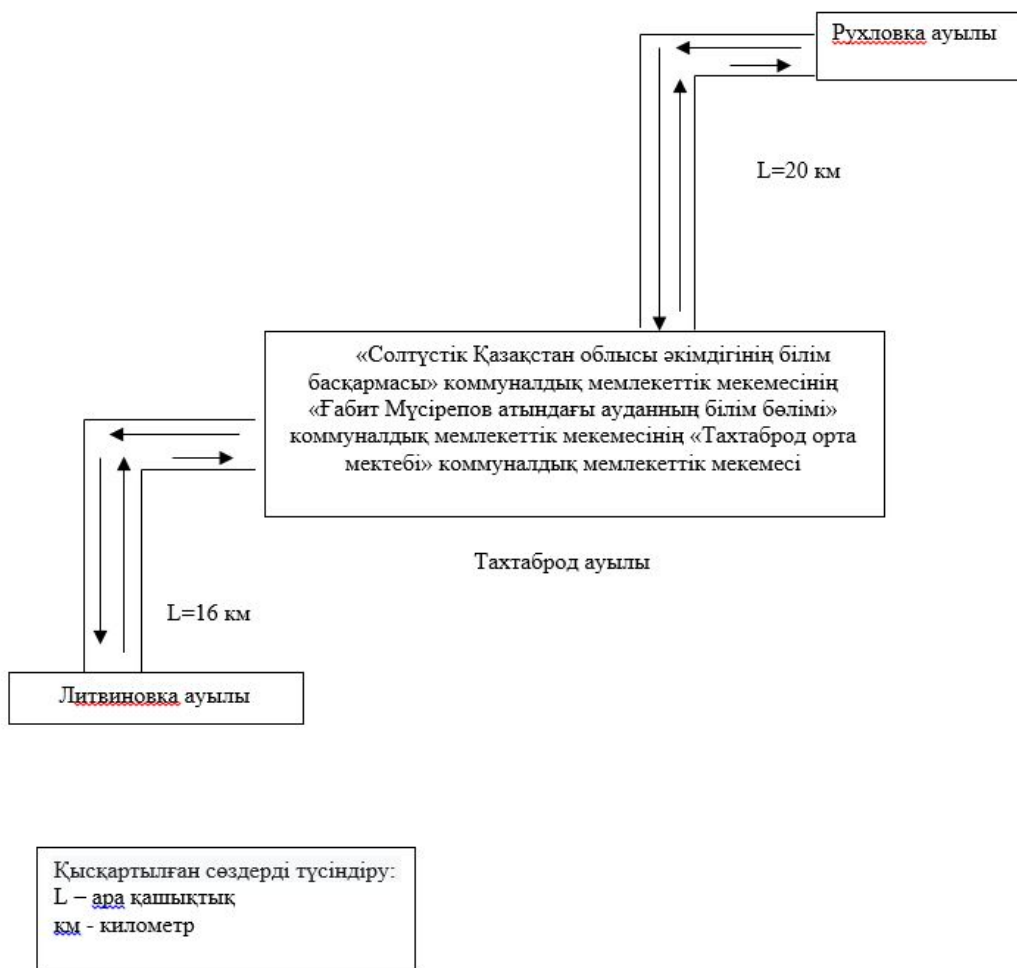 Рухловка ауылы
L=20 км
«Солтүстік Қазақстан облысы әкімдігінің білім
басқармасы» коммуналдық мемлекеттік мекемесінің
«Ғабит Мүсірепов атындағы ауданның білім бөлімі»
коммуналдық мемлекеттік мекемесінің «Тахтаброд орта
мектебі» коммуналдық мемлекеттік мекемесі
Тахтаброд ауылы
L=16 км
Литвиновка ауылы
Қысқартылған сөздерді түсіндіру:
L – ара қашықтық
км - километр